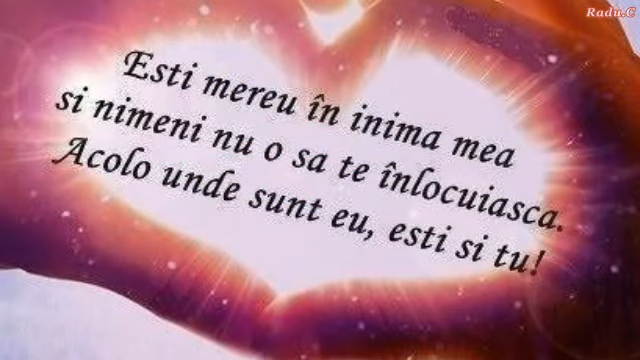 Radu.G
Esti mereu în inima mea
si nimeni nu o sa te înlocuiasca.
Acolo unde sunt eu, esti si tu!